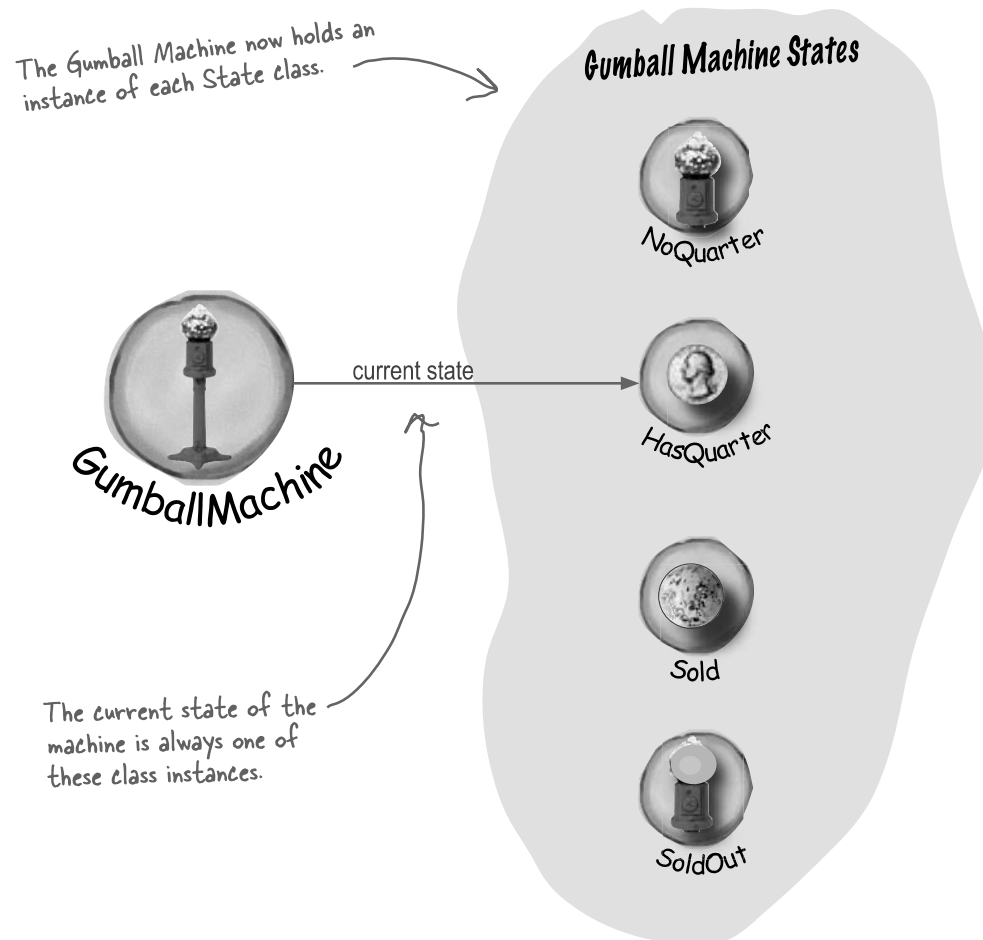 The Gumball Machine now holds an
instance of each State class.
Gumball Machine States
NoQuarter
current state
HasQuarter
GumballMachine
Sold
The current state of the
machine is always one of
these class instances.
SoldOut